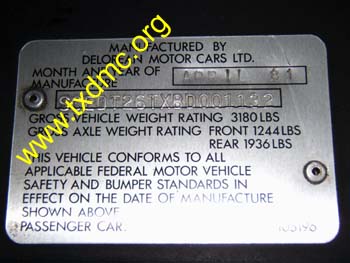 MANUFACTURED BY
DELOREAN MOTOR CARS LTD.
MONTH AND YEAR OF
MANUFACTURE APRIL 81
GROSS VEHICLE WEIGHT RATING 3180 LBS
GROSS AXLE WEIGHT RATING FRONT 1244 LBS
REAR 1936 LBS
THIS VEHICLE CONFORMS TO ALL
APPLICABLE FEDERAL MOTOR VEHICLE
SAFETY AND BUMPER STANDARDS IN
EFFECT ON THE DATE OF MANUFACTURE
SHOWN ABOVE
PASSENGER CAR. 105196
www.txdmc.org